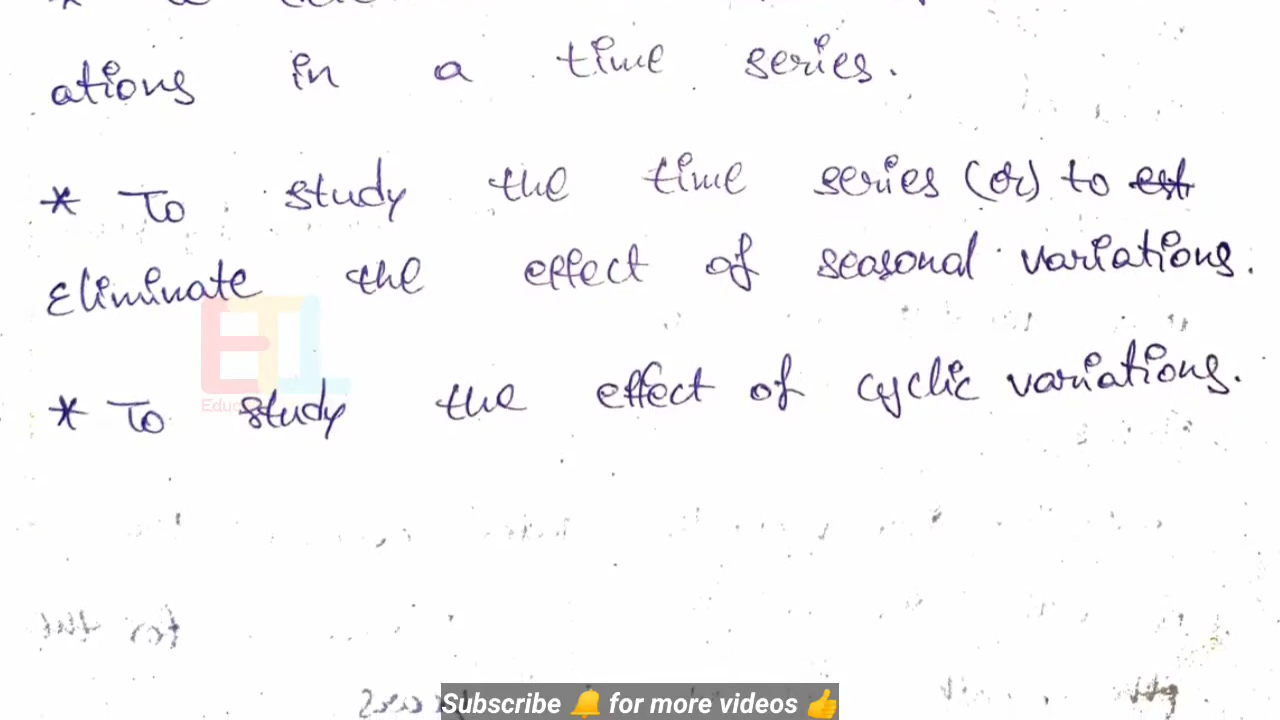 ations in a time series.
* To study the time series (or) to est
Eliminate the effect of seasonal variations.
* To study the effect of cyclic variations.
Subscribe 🔔 for more videos 👍